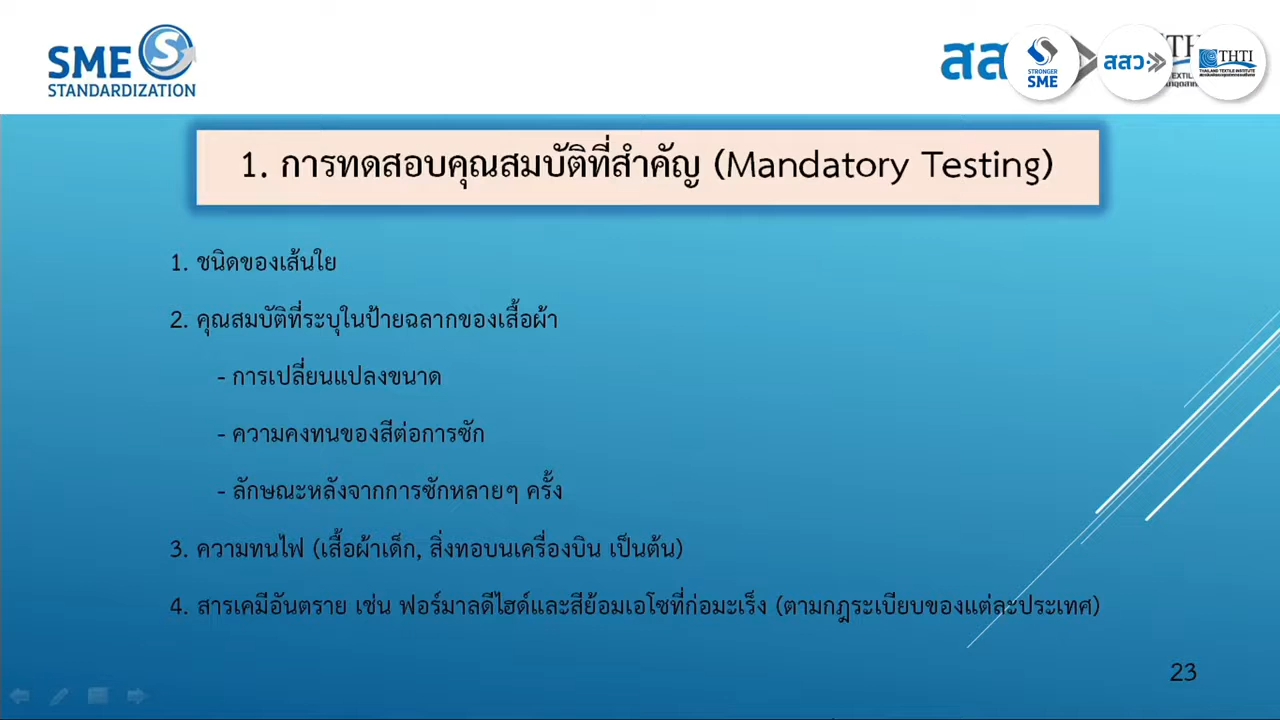 SME
STANDARDIZATION
สสว
STRONGER
SME
สสว
THTI
THAILAND TEXTILE INSTITUTE
1. การทดสอบคุณสมบัติที่สำคัญ (Mandatory Testing)
1. ชนิดของเส้นใย
2. คุณสมบัติที่ระบุในป้ายฉลากของเสื้อผ้า
- การเปลี่ยนแปลงขนาด
- ความคงทนของสีต่อการซัก
- ลักษณะหลังจากการซักหลายๆ ครั้ง
3. ความทนไฟ (เสื้อผ้าเด็ก, สิ่งทอบนเครื่องบิน เป็นต้น)
4. สารเคมีอันตราย เช่น ฟอร์มาลดีไฮด์และสีย้อมเอโซที่ก่อมะเร็ง (ตามกฎระเบียบของแต่ละประเทศ)
23